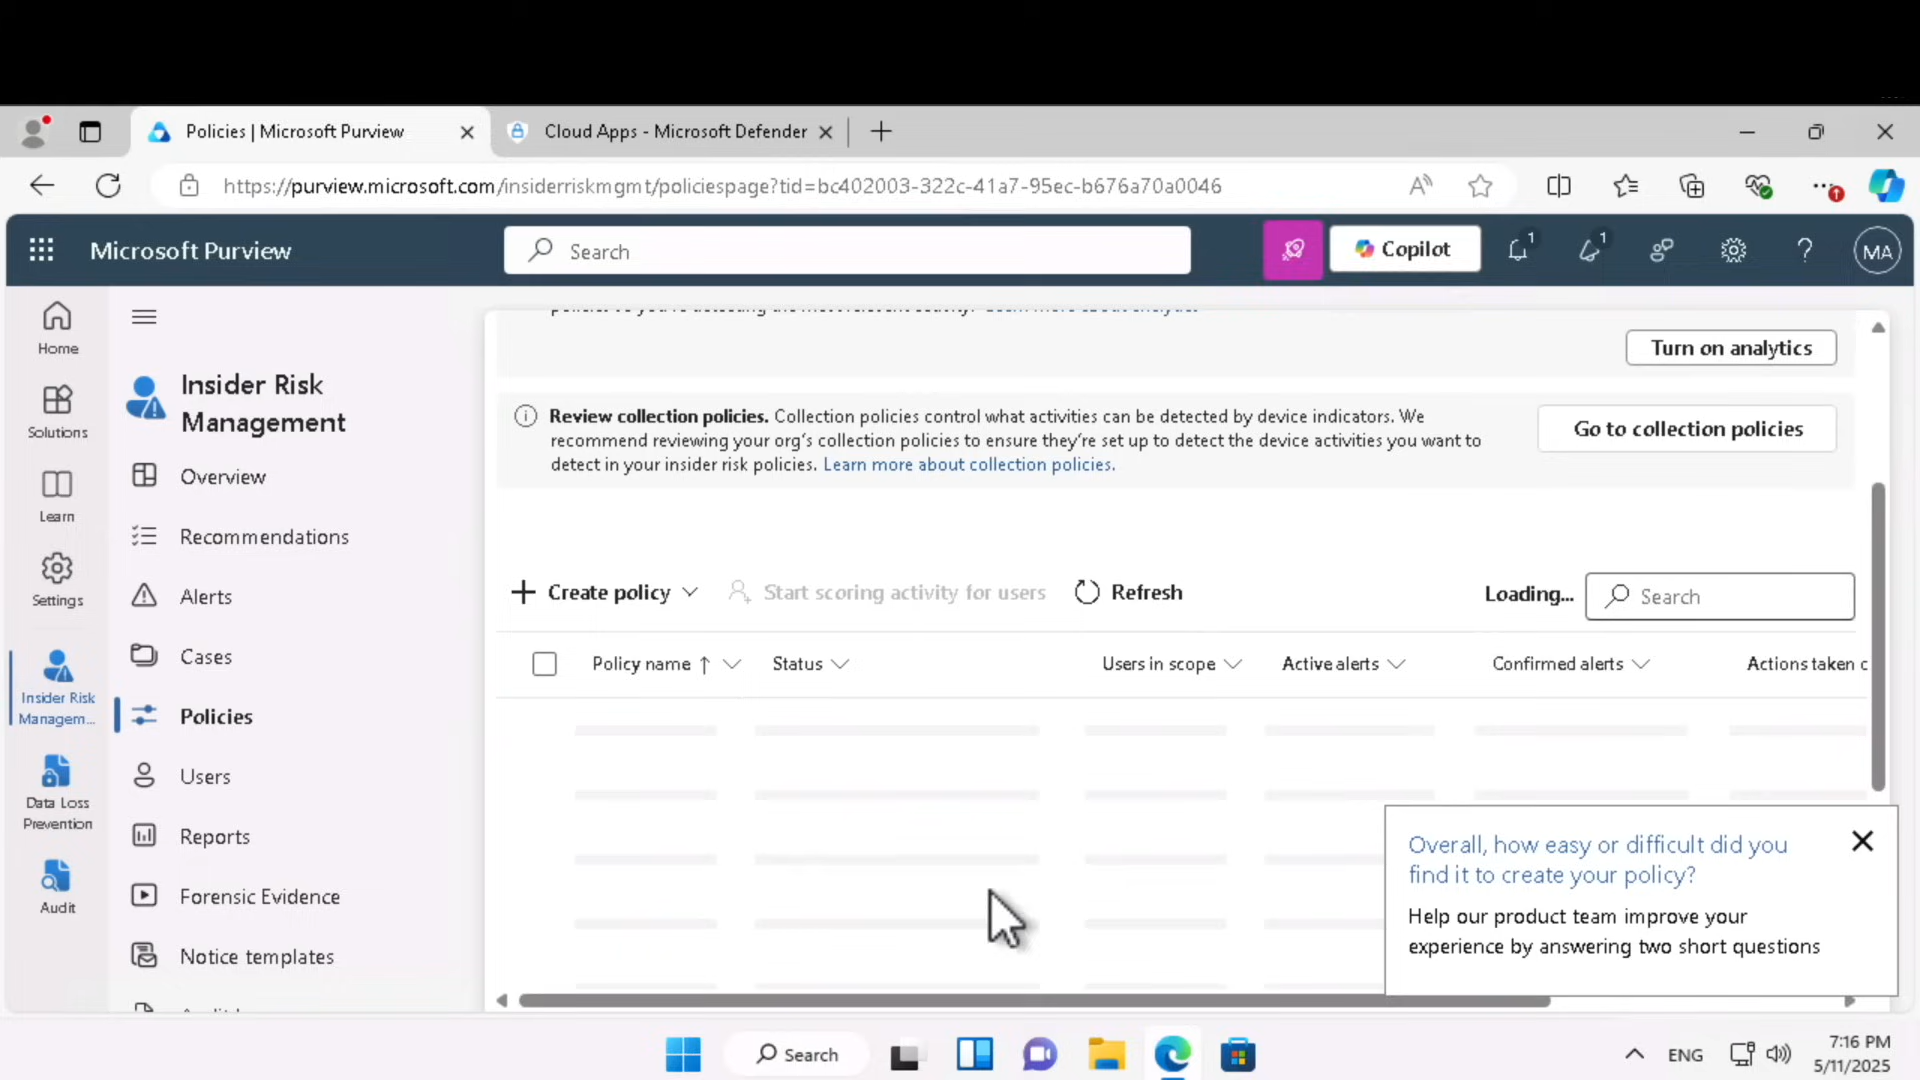 Policies | Microsoft Purview
Cloud Apps - Microsoft Defender
https://purview.microsoft.com/insiderriskmgmt/policiespage?tid=bc402003-322c-41a7-95ec-b676a70a0046
Microsoft Purview
Search
Copilot
1
1
MA
Home
Solutions
Learn
Settings
Insider Risk
Managem...
Data Loss
Prevention
Audit
Insider Risk
Management
Overview
Recommendations
Alerts
Cases
Policies
Users
Reports
Forensic Evidence
Notice templates
Turn on analytics
Review collection policies. Collection policies control what activities can be detected by device indicators. We
recommend reviewing your org's collection policies to ensure they're set up to detect the device activities you want to
detect in your insider risk policies. Learn more about collection policies.
Go to collection policies
Create policy
Start scoring activity for users
Refresh
Loading...
Search
Policy name
Status
Users in scope
Active alerts
Confirmed alerts
Actions taken
Overall, how easy or difficult did you
find it to create your policy?
Help our product team improve your
experience by answering two short questions
Search
ENG
7:16 PM
5/11/2025